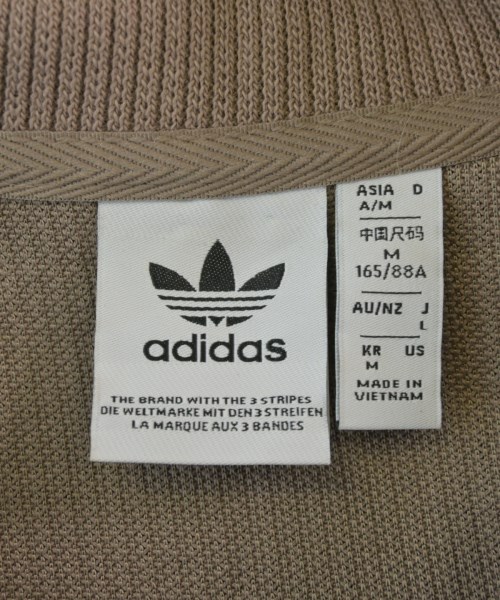 adidas
THE BRAND WITH THE 3 STRIPES
DIE WELTMARKE MIT DEN 3 STREIFEN
LA MARQUE AUX 3 BANDES
ASIA D
A/M
中国尺码
M
165/88A
AU/NZ J
L
KR US
M
MADE IN
VIETNAM